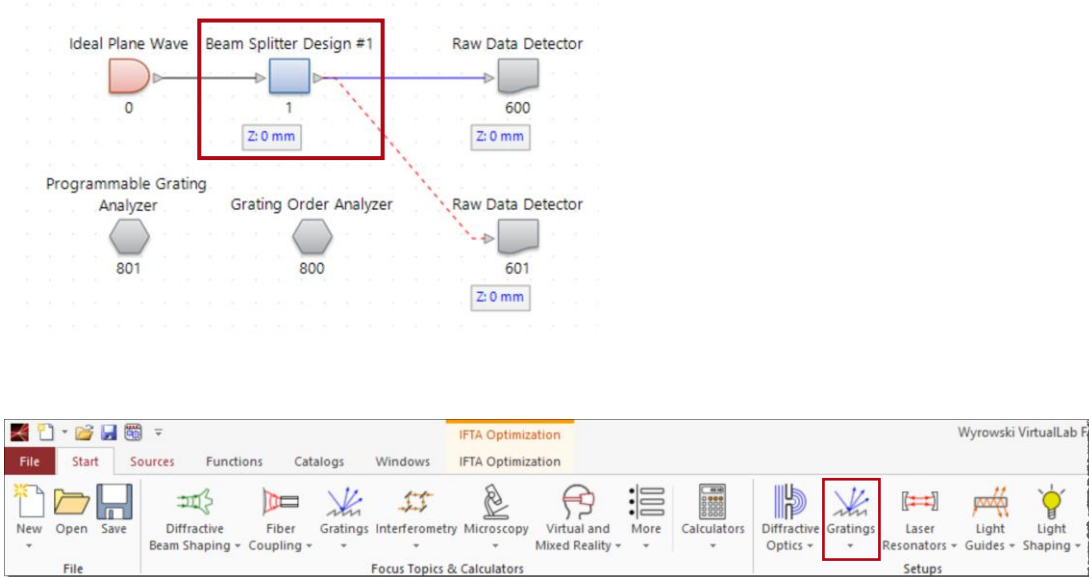 Ideal Plane Wave
Beam Splitter Design #1
Raw Data Detector
0
1
600
Z: 0 mm
Z: 0 mm
Programmable Grating
Analyzer
Grating Order Analyzer
Raw Data Detector
801
800
601
Z: 0 mm
IFTA Optimization
Wyrowski VirtualLab
File
Start
Sources
Functions
Catalogs
Windows
IFTA Optimization
New
Open
Save
Diffractive
Beam Shaping
Fiber
Coupling
Gratings
Interferometry
Microscopy
Virtual and
Mixed Reality
More
Calculators
Diffractive
Optics
Gratings
Laser
Resonators
Light
Guides
Light
Shaping
File
Focus Topics & Calculators
Setups